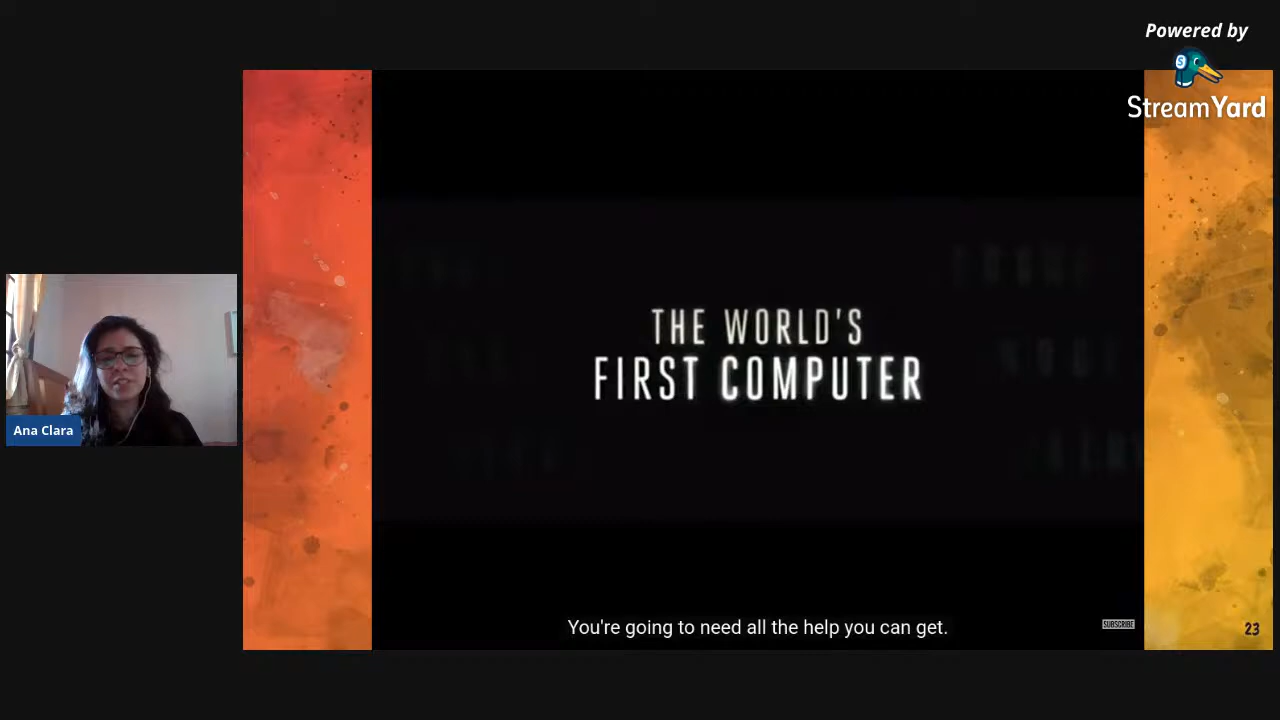 Powered by
StreamYard
THE WORLD'S
FIRST COMPUTER
Ana Clara
You're going to need all the help you can get.
SUBSCRIBE
23